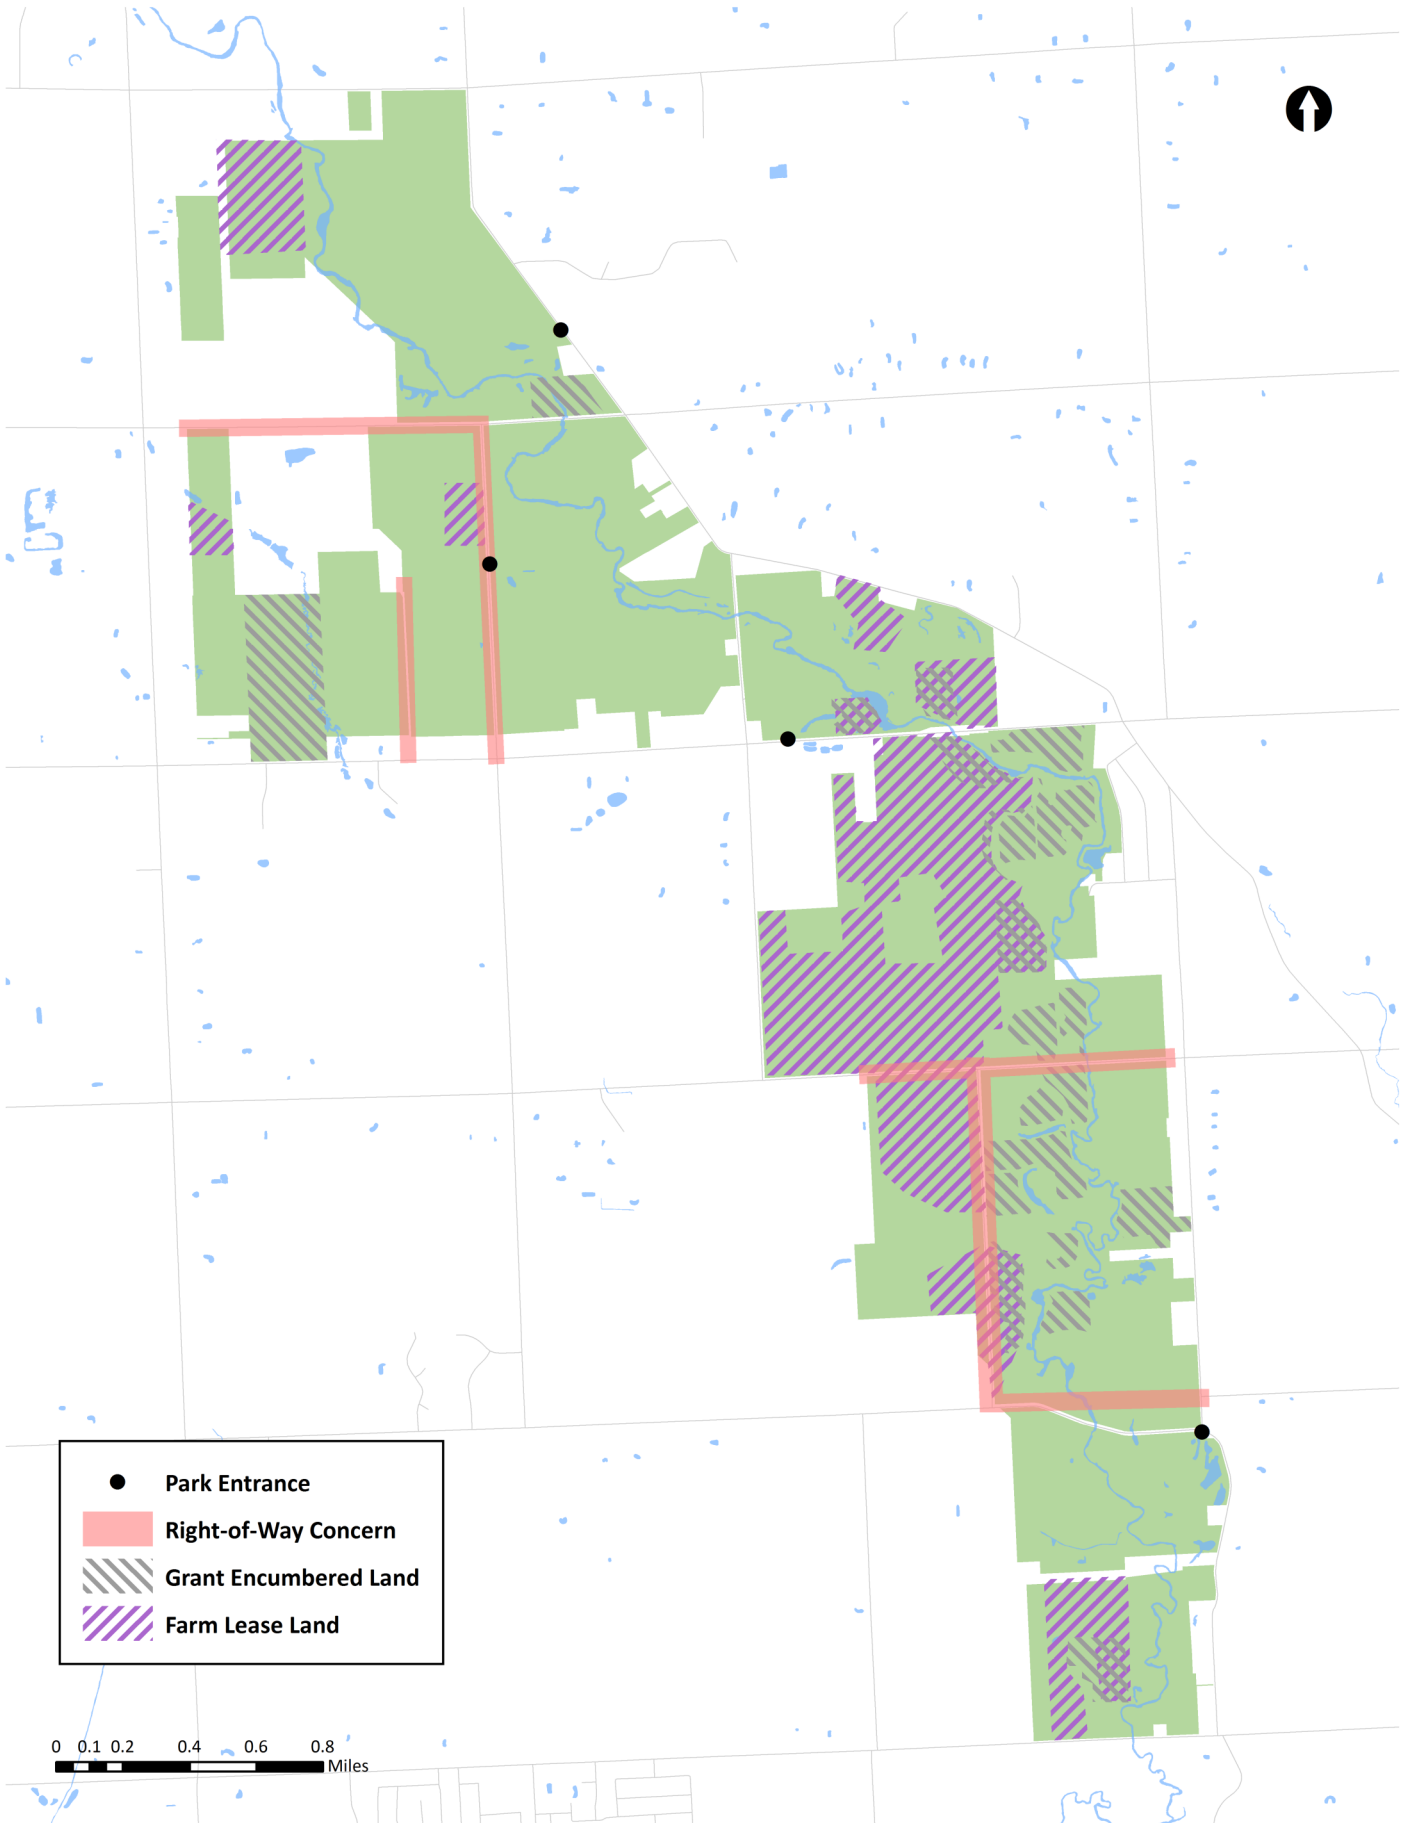 Park Entrance
Right-of-Way Concern
Grant Encumbered Land
Farm Lease Land
0 0.1 0.2 0.4 0.6 0.8
Miles